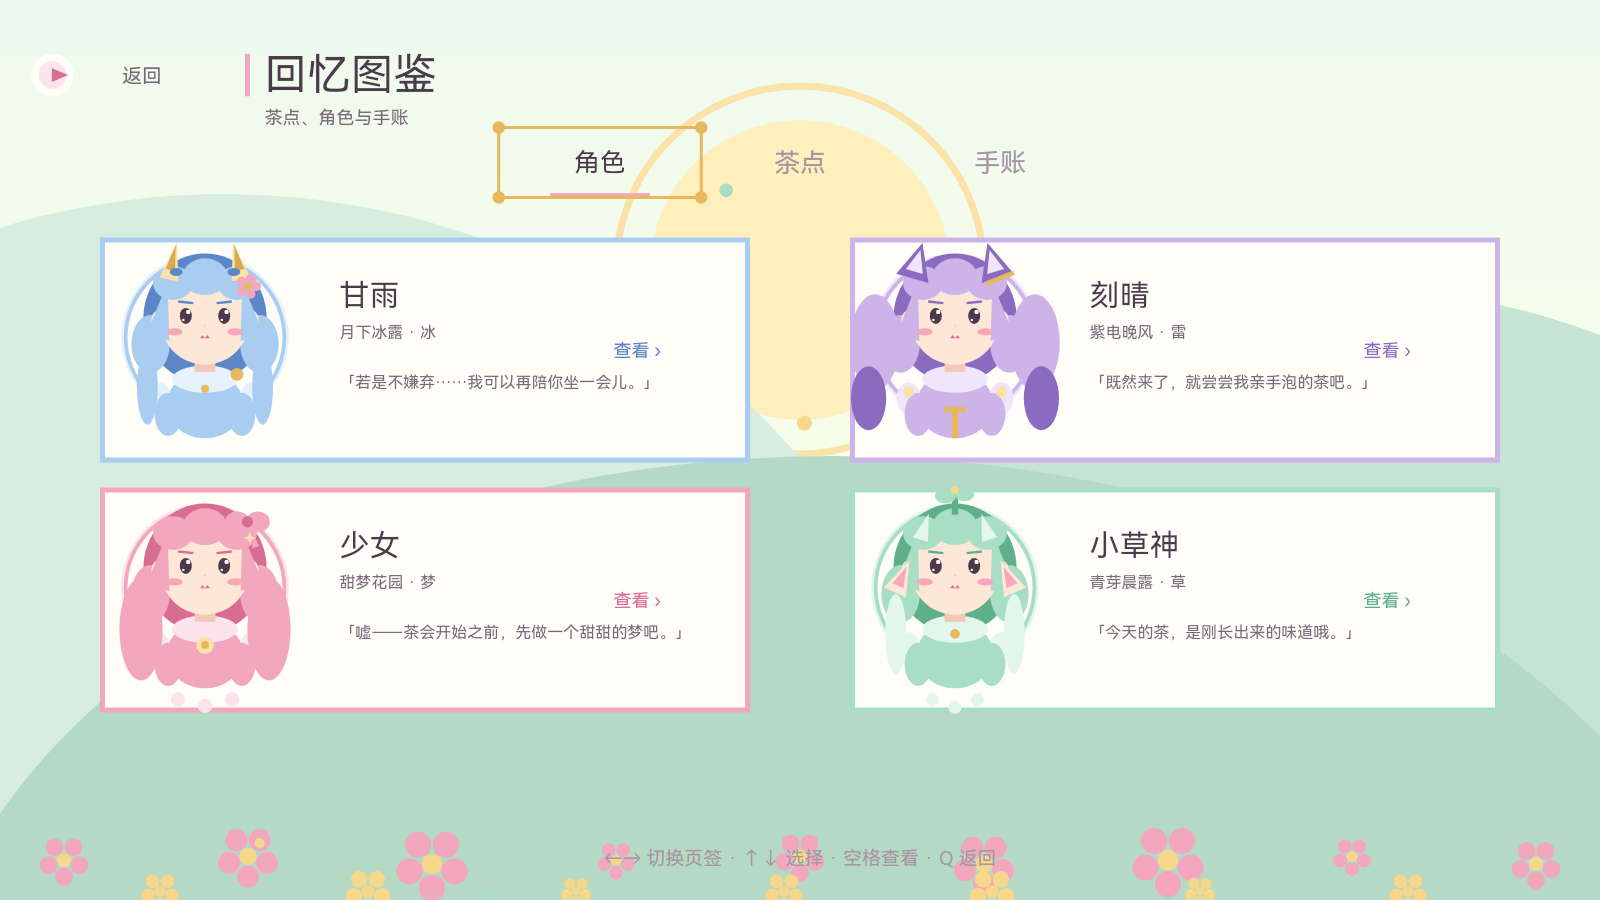 返回
回忆图鉴
茶点、角色与手账
角色
茶点
手账
甘雨
月下冰露 · 冰
查看 ›
「若是不嫌弃……我可以再陪你坐一会儿。」
刻晴
紫电晚风 · 雷
查看 ›
「既然来了，就尝尝我亲手泡的茶吧。」
少女
甜梦花园 · 梦
查看 ›
「嘘——茶会开始之前，先做一个甜甜的梦吧。」
小草神
青芽晨露 · 草
查看 ›
「今天的茶，是刚长出来的味道哦。」
←→ 切换页签 · ↑↓ 选择 · 空格查看 · Q 返回